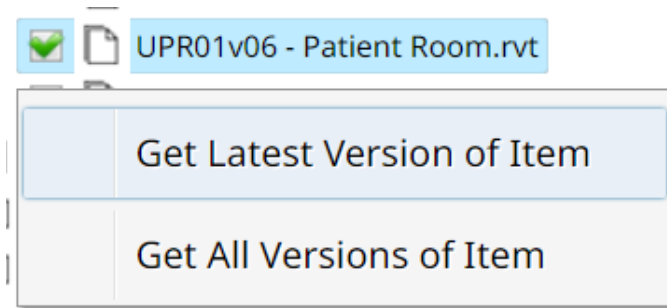 UPR01v06 - Patient Room.rvt
Get Latest Version of Item
Get All Versions of Item